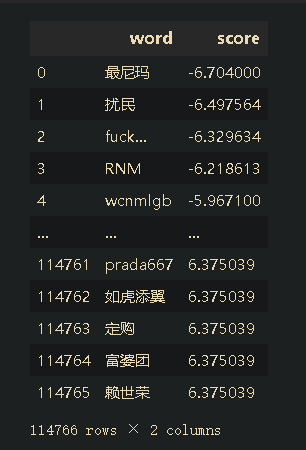 word score
0 最尼玛 -6.704000
1 扰民 -6.497564
2 fuck... -6.329634
3 RNM -6.218613
4 wcnmlgb -5.967100
... ... ...
114761 prada667 6.375039
114762 如虎添翼 6.375039
114763 定购 6.375039
114764 富婆团 6.375039
114765 赖世荣 6.375039
114766 rows × 2 columns